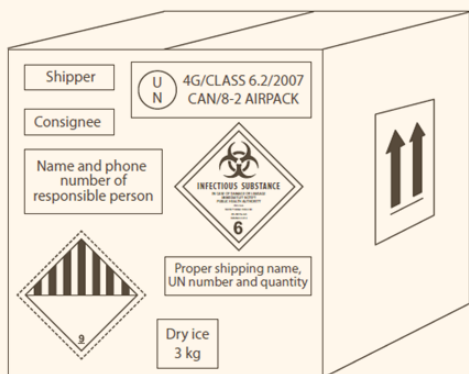 Shipper
Consignee
Name and phone
number of
responsible person
U
N
4G/CLASS 6.2/2007
CAN/8-2 AIRPACK
INFECTIOUS SUBSTANCE
6
Proper shipping name,
UN number and quantity
9
Dry ice
3 kg